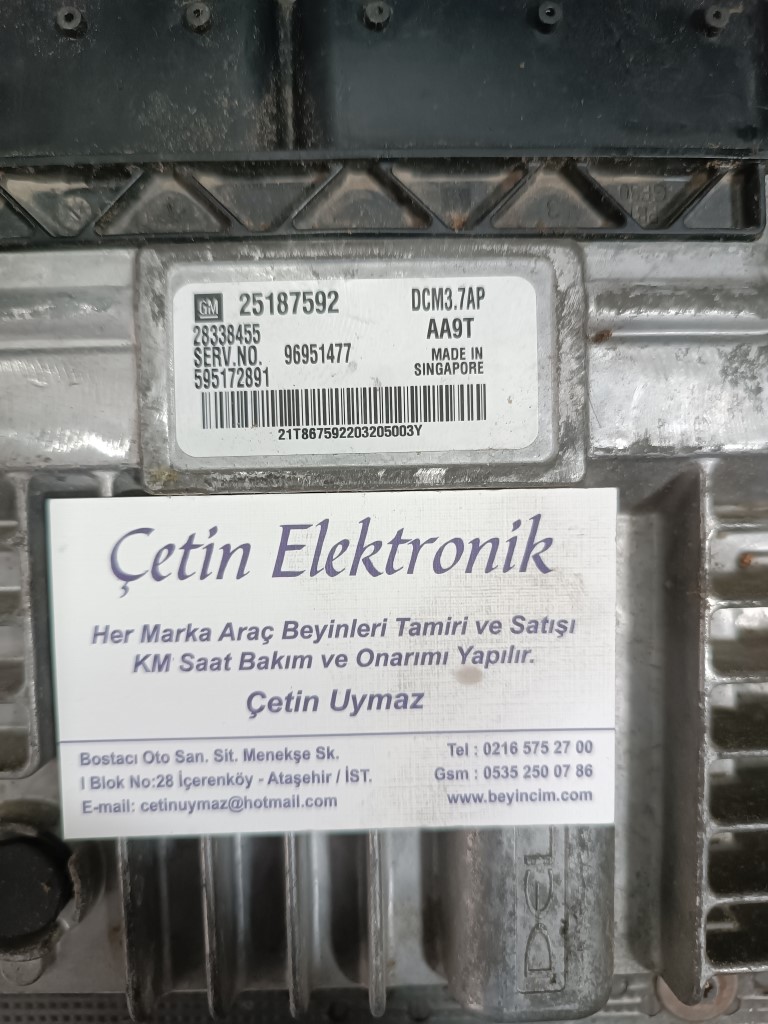 GM 25187592 DCM3.7AP
28338455 AA9T
SERV.NO. 96951477 MADE IN
595172891 SINGAPORE
21T867592203205003Y
Çetin Elektronik
Her Marka Araç Beyinleri Tamiri ve Satışı
KM Saat Bakım ve Onarımı Yapılır.
Çetin Uymaz
Bostacı Oto San. Sit. Menekşe Sk.
I Blok No:28 İçerenköy - Ataşehir / İST.
E-mail: cetinuymaz@hotmail.com
Tel : 0216 575 27 00
Gsm : 0535 250 07 86
www.beyincim.com